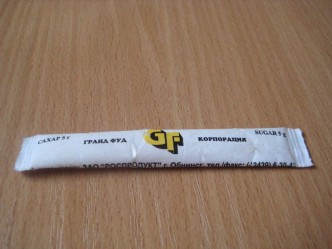 САХАР 5 г ГРАНД ФУД GF КОРПОРАЦИЯ SUGAR 5 g
ЗАО "РОСПРОДУКТ" г. Обнинск, тел./факс: